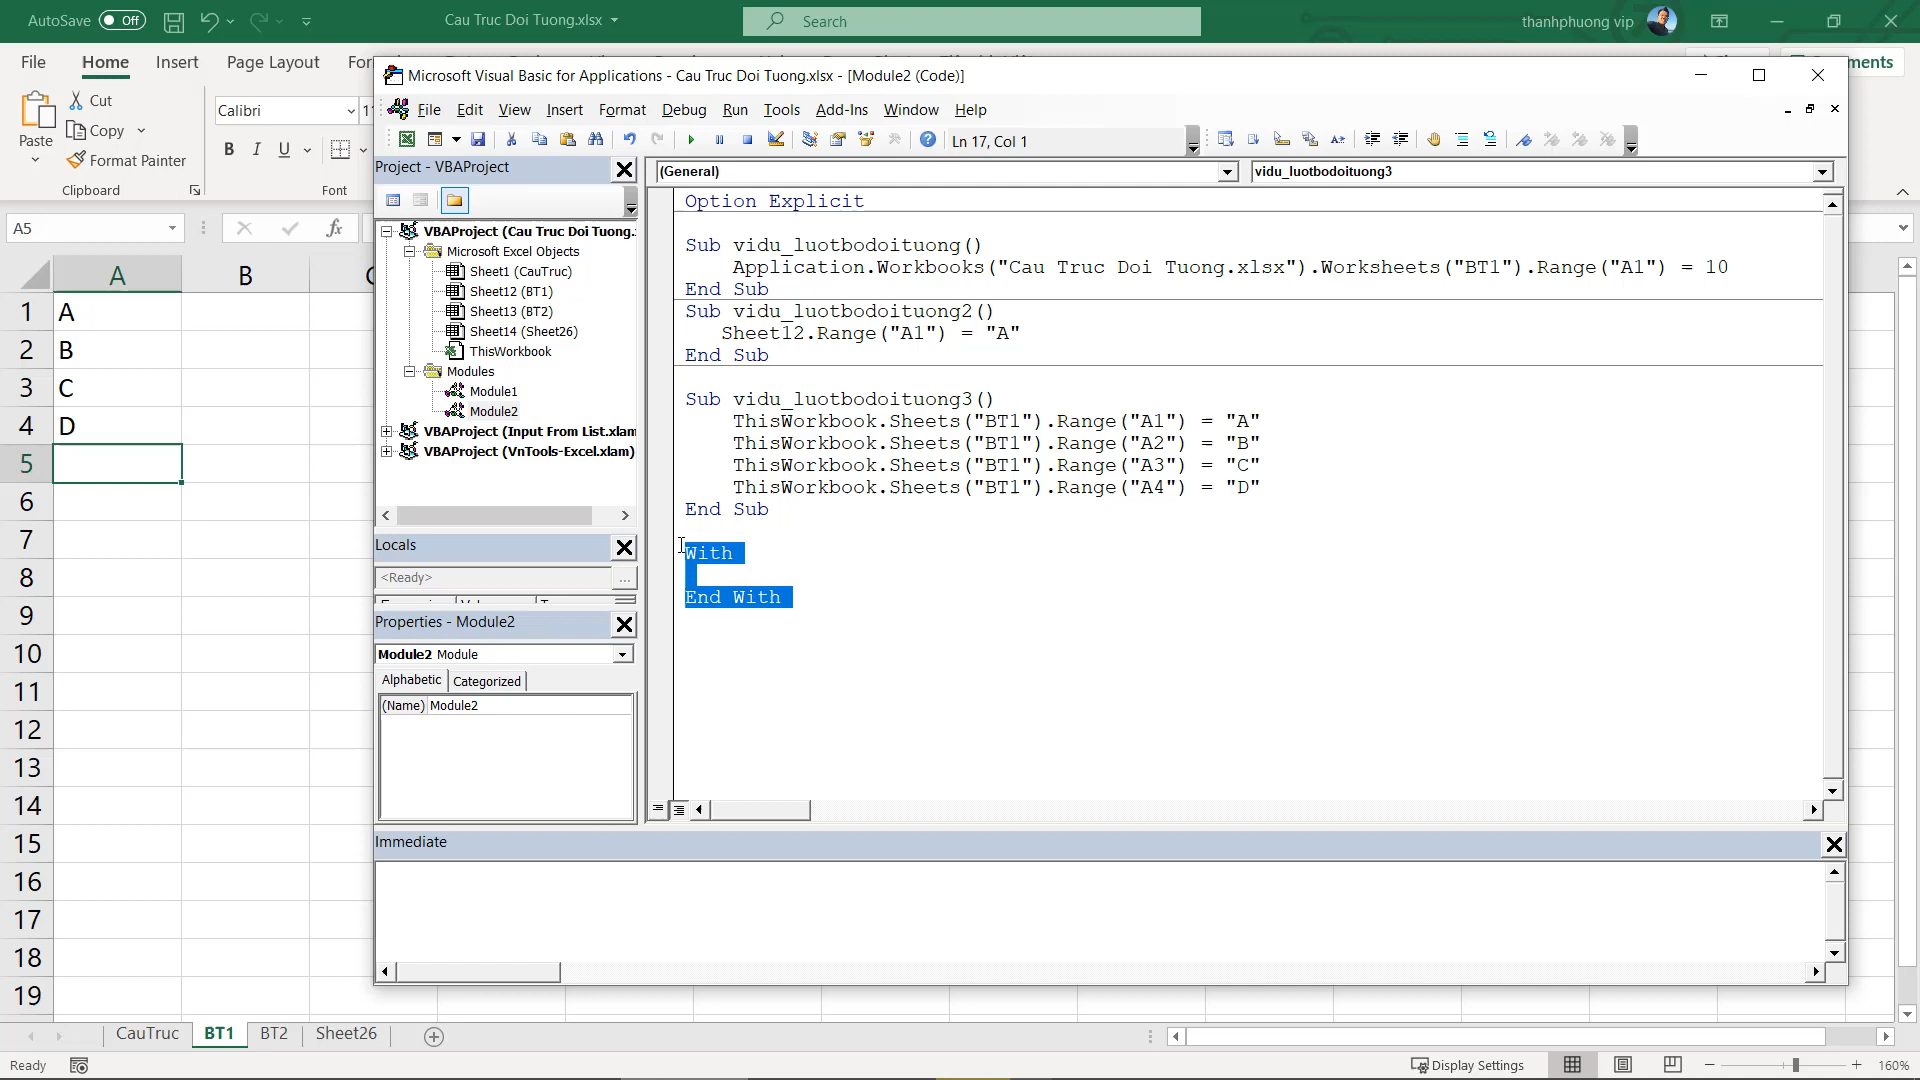 AutoSave Off Cau Truc Doi Tuong.xlsx Search thanhphuong vip
File Home Insert Page Layout
Microsoft Visual Basic for Applications - Cau Truc Doi Tuong.xlsx - [Module2 (Code)]
File Edit View Insert Format Debug Run Tools Add-Ins Window Help
Ln 17, Col 1
Cut
Copy
Paste
Format Painter
Clipboard
Calibri
B I U
Font
A5
fx
Project - VBAProject
VBAProject (Cau Truc Doi Tuong.
Microsoft Excel Objects
Sheet1 (CauTruc)
Sheet12 (BT1)
Sheet13 (BT2)
Sheet14 (Sheet26)
ThisWorkbook
Modules
Module1
Module2
VBAProject (Input From List.xlam
VBAProject (VnTools-Excel.xlam)
Locals
<Ready>
...
Properties - Module2
Module2 Module
Alphabetic Categorized
(Name) Module2
(General) vidu_luotbodoituong3
Option Explicit
Sub vidu_luotbodoituong()
Application.Workbooks("Cau Truc Doi Tuong.xlsx").Worksheets("BT1").Range("A1") = 10
End Sub
Sub vidu_luotbodoituong2()
Sheet12.Range("A1") = "A"
End Sub
Sub vidu_luotbodoituong3()
ThisWorkbook.Sheets("BT1").Range("A1") = "A"
ThisWorkbook.Sheets("BT1").Range("A2") = "B"
ThisWorkbook.Sheets("BT1").Range("A3") = "C"
ThisWorkbook.Sheets("BT1").Range("A4") = "D"
End Sub
With
End With
Immediate
A B
1 A
2 B
3 C
4 D
5
6
7
8
9
10
11
12
13
14
15
16
17
18
19
CauTruc BT1 BT2 Sheet26
Ready Display Settings 160%